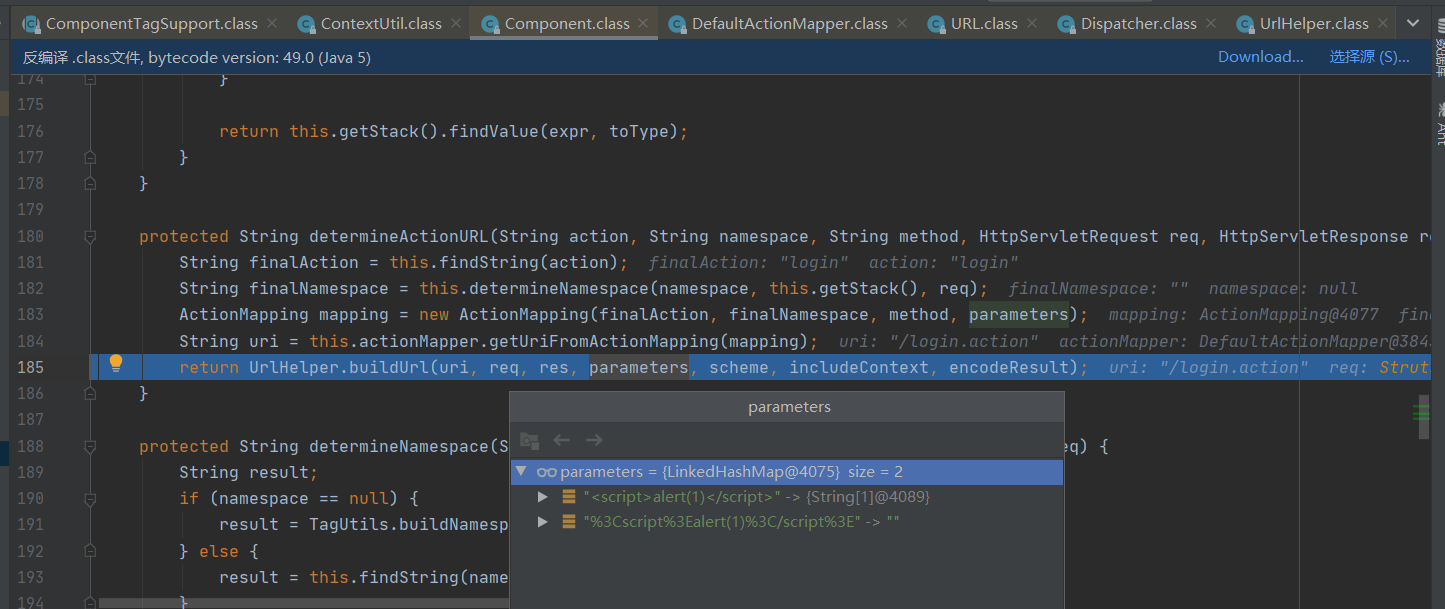 ComponentTagSupport.class ContextUtil.class Component.class DefaultActionMapper.class URL.class Dispatcher.class UrlHelper.class
反编译 .class文件, bytecode version: 49.0 (Java 5) Download... 选择源 (S)...
174 }
175
176 return this.getStack().findValue(expr, toType);
177 }
178 }
179
180 protected String determineActionURL(String action, String namespace, String method, HttpServletRequest req, HttpServletResponse re
181 String finalAction = this.findString(action); finalAction: "login" action: "login"
182 String finalNamespace = this.determineNamespace(namespace, this.getStack(), req); finalNamespace: "" namespace: null
183 ActionMapping mapping = new ActionMapping(finalAction, finalNamespace, method, parameters); mapping: ActionMapping@4077 fin
184 String uri = this.actionMapper.getUriFromActionMapping(mapping); uri: "/login.action" actionMapper: DefaultActionMapper@384
185 return UrlHelper.buildUrl(uri, req, res, parameters, scheme, includeContext, encodeResult); uri: "/login.action" req: Strut
186 }
187
188 protected String determineNamespace(S eq) {
189 String result;
190 if (namespace == null) {
191 result = TagUtils.buildNamesp
192 } else {
193 result = this.findString(name
194 }
parameters
parameters = {LinkedHashMap@4075} size = 2
"<script>alert(1)</script>" -> {String[1]@4089}
"%3Cscript%3Ealert(1)%3C/script%3E" -> ""
数据库
Ant